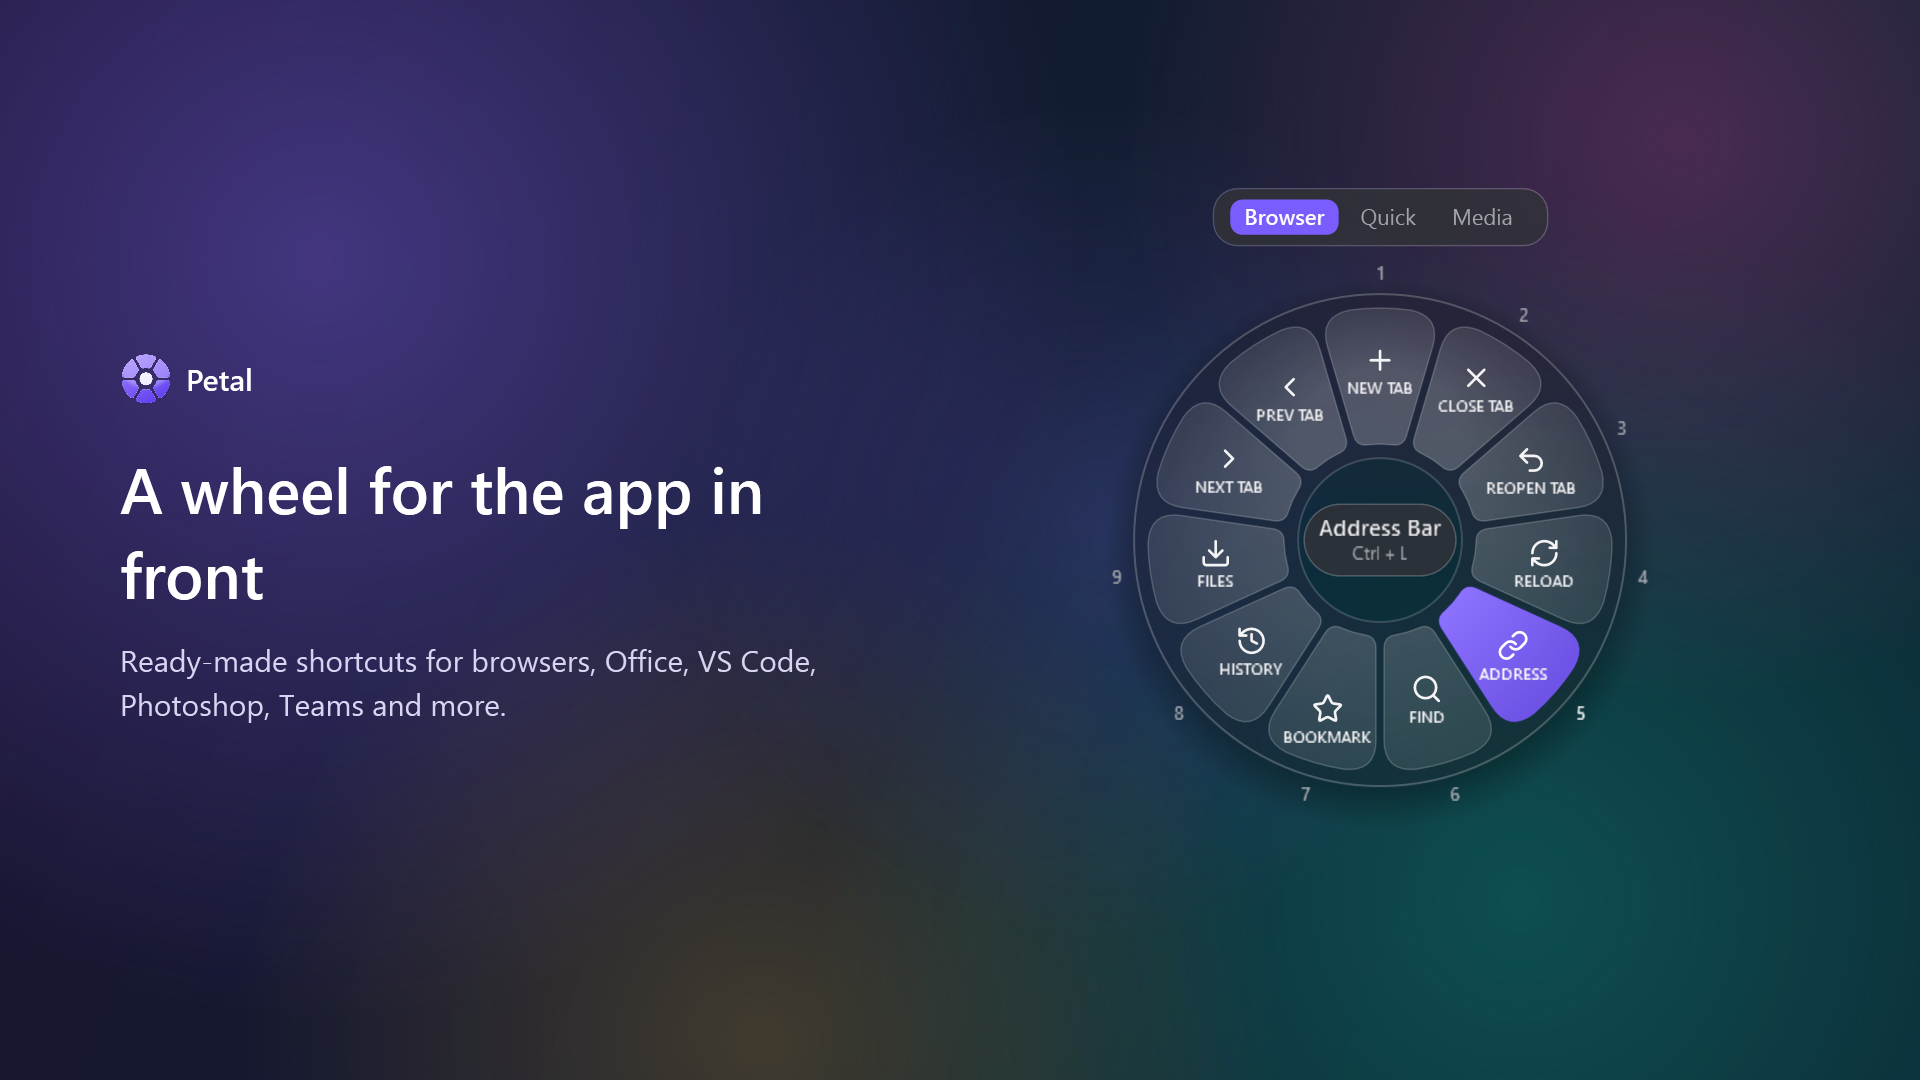 Petal
A wheel for the app in
front
Ready-made shortcuts for browsers, Office, VS Code,
Photoshop, Teams and more.
Browser Quick Media
1
2
3
4
5
6
7
8
9
NEW TAB
CLOSE TAB
REOPEN TAB
RELOAD
ADDRESS
FIND
BOOKMARK
HISTORY
FILES
NEXT TAB
PREV TAB
Address Bar
Ctrl + L